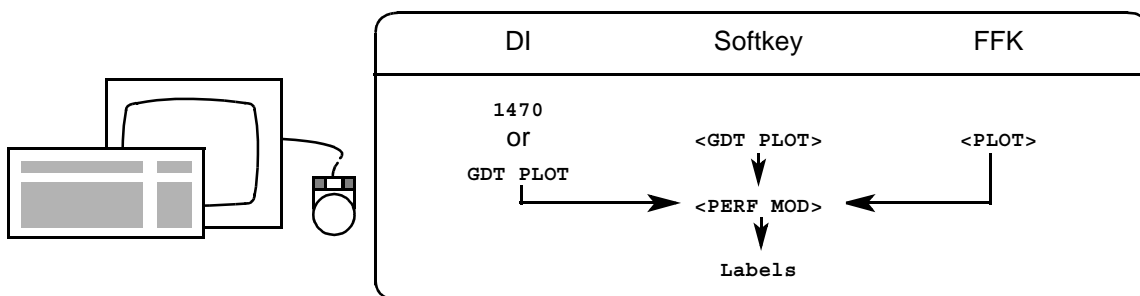 DI Softkey FFK
1470
or
GDT PLOT
<GDT PLOT>
<PLOT>
<PERF MOD>
Labels